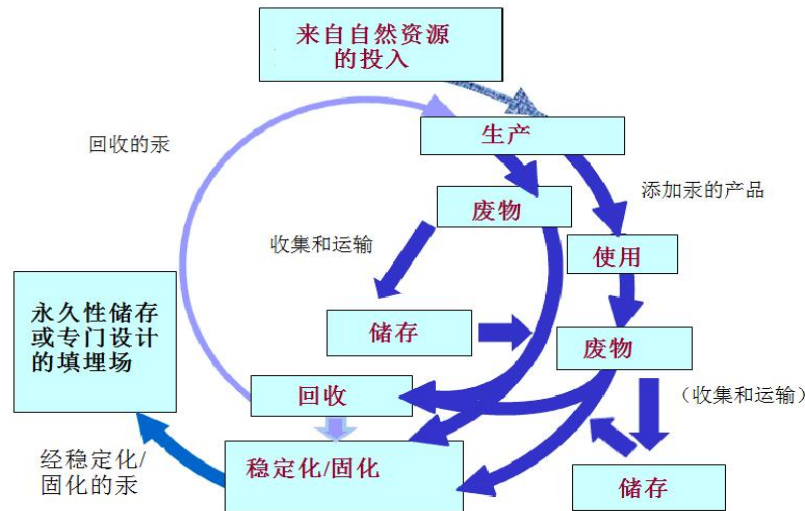 来自自然资源
的投入
回收的汞
生产
添加汞的产品
废物
收集和运输
使用
永久性储存
或专门设计
的填埋场
储存
废物
回收
(收集和运输)
经稳定化/
固化的汞
稳定化/固化
储存